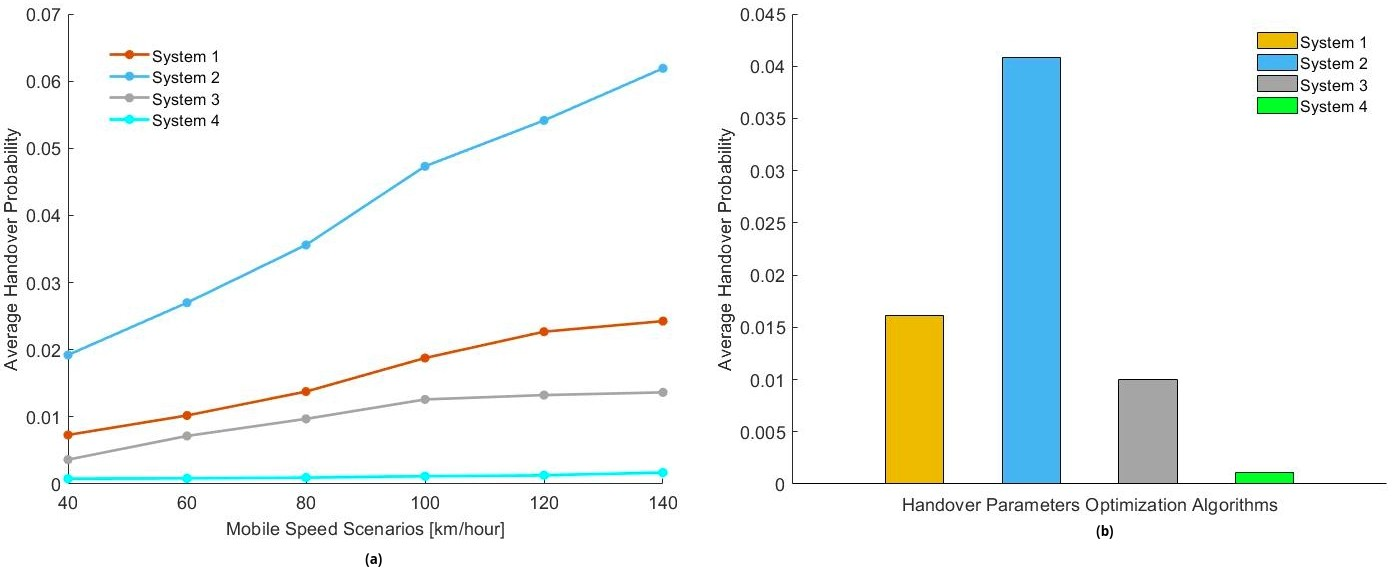 0.07
0.06
0.05
0.04
0.03
0.02
0.01
0
Average Handover Probability
System 1
System 2
System 3
System 4
40 60 80 100 120 140
Mobile Speed Scenarios [km/hour]
(a)
0.045
0.04
0.035
0.03
0.025
0.02
0.015
0.01
0.005
0
Average Handover Probability
System 1
System 2
System 3
System 4
Handover Parameters Optimization Algorithms
(b)